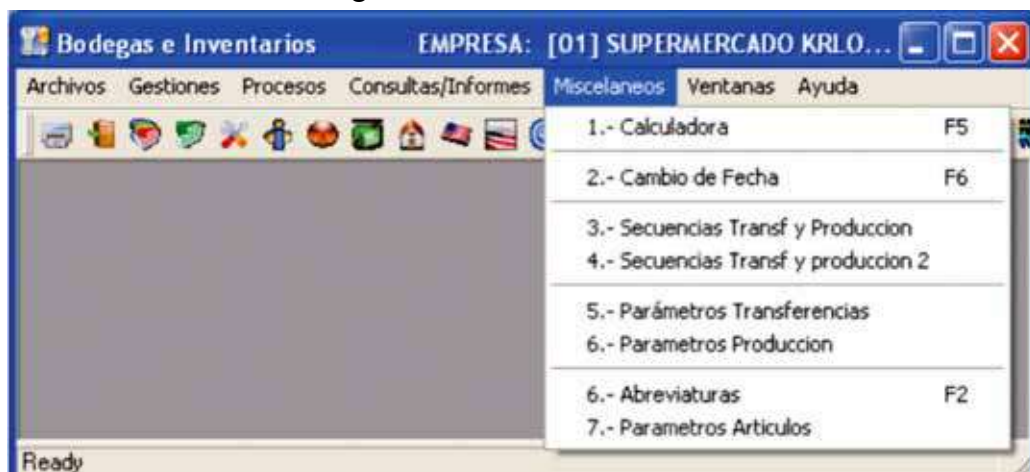 Bodegas e Inventarios EMPRESA: [01] SUPERMERCADO KRLO...
Archivos Gestiones Procesos Consultas/Informes Miscelaneos Ventanas Ayuda
1.- Calculadora F5
2.- Cambio de Fecha F6
3.- Secuencias Transf y Produccion
4.- Secuencias Transf y produccion 2
5.- Parámetros Transferencias
6.- Parametros Produccion
6.- Abreviaturas F2
7.- Parametros Articulos
Ready